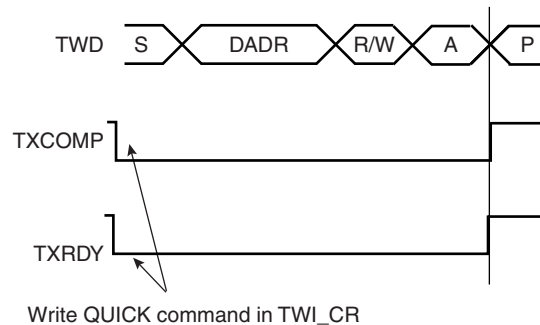 TWD S DADR R/W A P
TXCOMP
TXRDY
Write QUICK command in TWI_CR